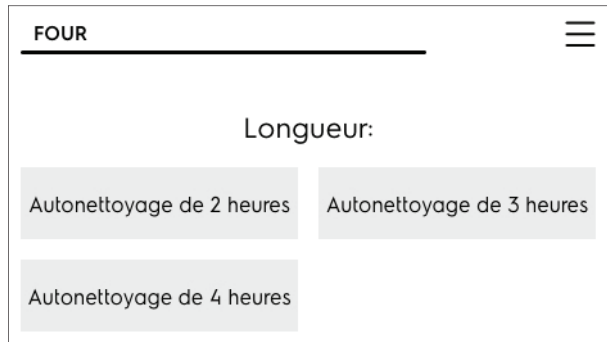 FOUR
Longueur:
Autonettoyage de 2 heures
Autonettoyage de 3 heures
Autonettoyage de 4 heures